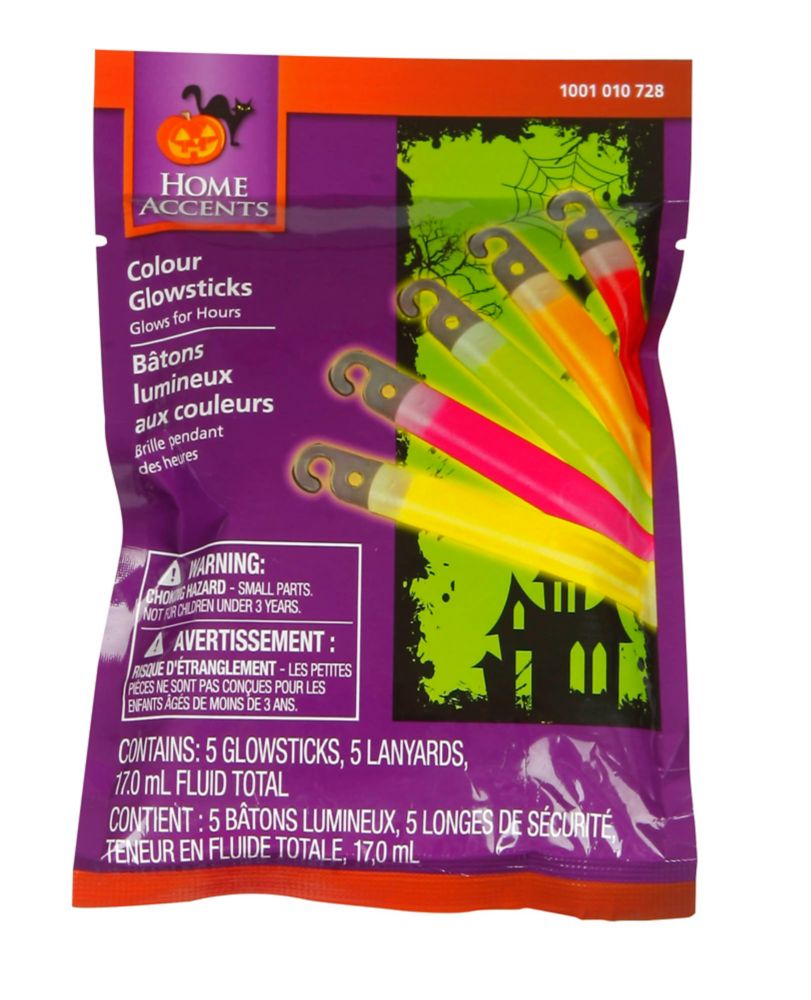 1001 010 728
HOME
ACCENTS
Colour
Glowsticks
Glows for Hours
Bâtons
lumineux
aux couleurs
Brille pendant
des heures
WARNING:
CHOKING HAZARD - SMALL PARTS.
NOT FOR CHILDREN UNDER 3 YEARS.
AVERTISSEMENT :
RISQUE D'ÉTRANGLEMENT - LES PETITES
PIÈCES NE SONT PAS CONÇUES POUR LES
ENFANTS ÂGÉS DE MOINS DE 3 ANS.
CONTAINS: 5 GLOWSTICKS, 5 LANYARDS,
17.0 mL FLUID TOTAL
CONTIENT : 5 BÂTONS LUMINEUX, 5 LONGES DE SÉCURITÉ,
TENEUR EN FLUIDE TOTALE, 17,0 mL